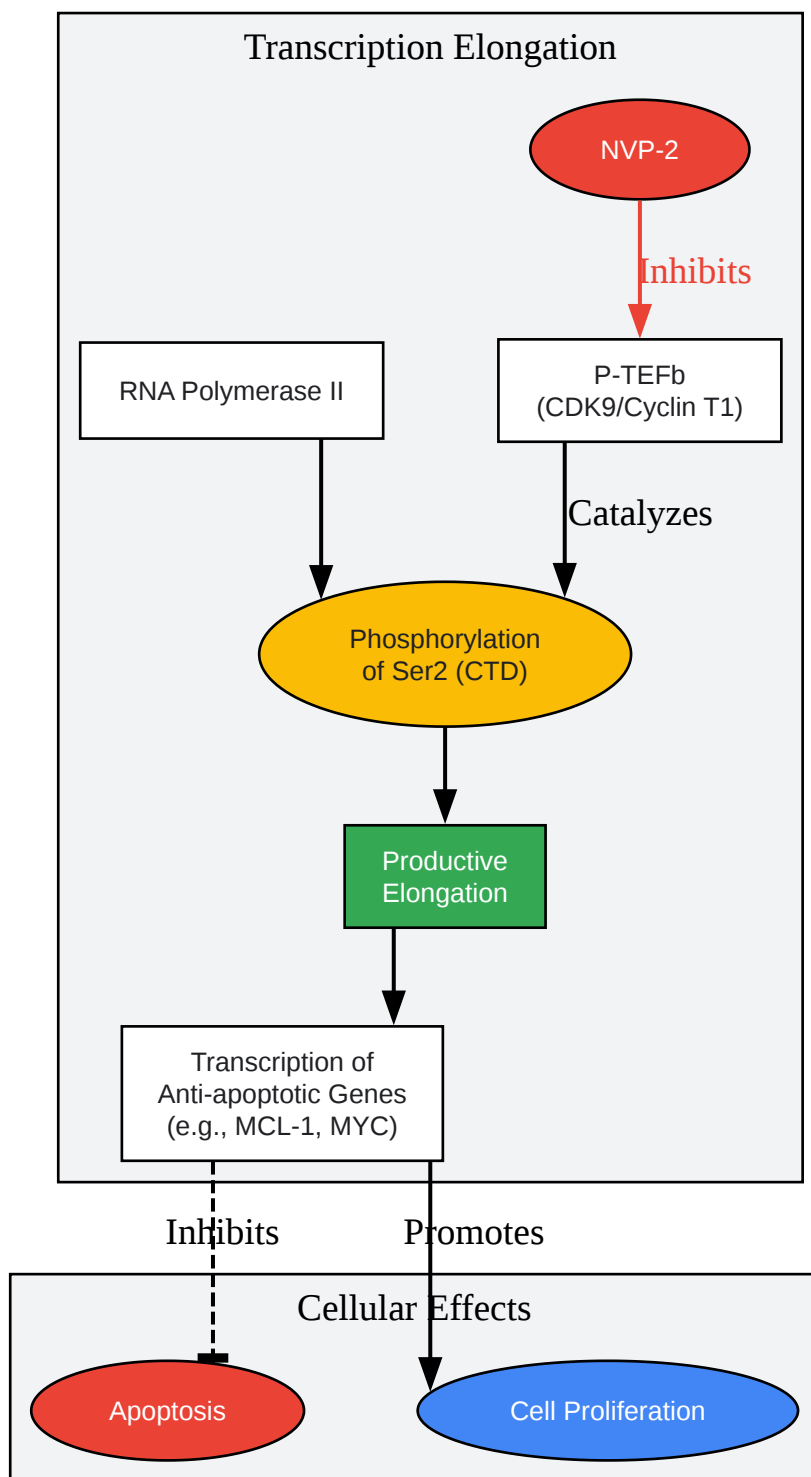 Transcription Elongation
NVP-2
Inhibits
RNA Polymerase II
P-TEFb
(CDK9/Cyclin T1)
Catalyzes
Phosphorylation
of Ser2 (CTD)
Productive
Elongation
Transcription of
Anti-apoptotic Genes
(e.g., MCL-1, MYC)
Inhibits
Promotes
Cellular Effects
Apoptosis
Cell Proliferation